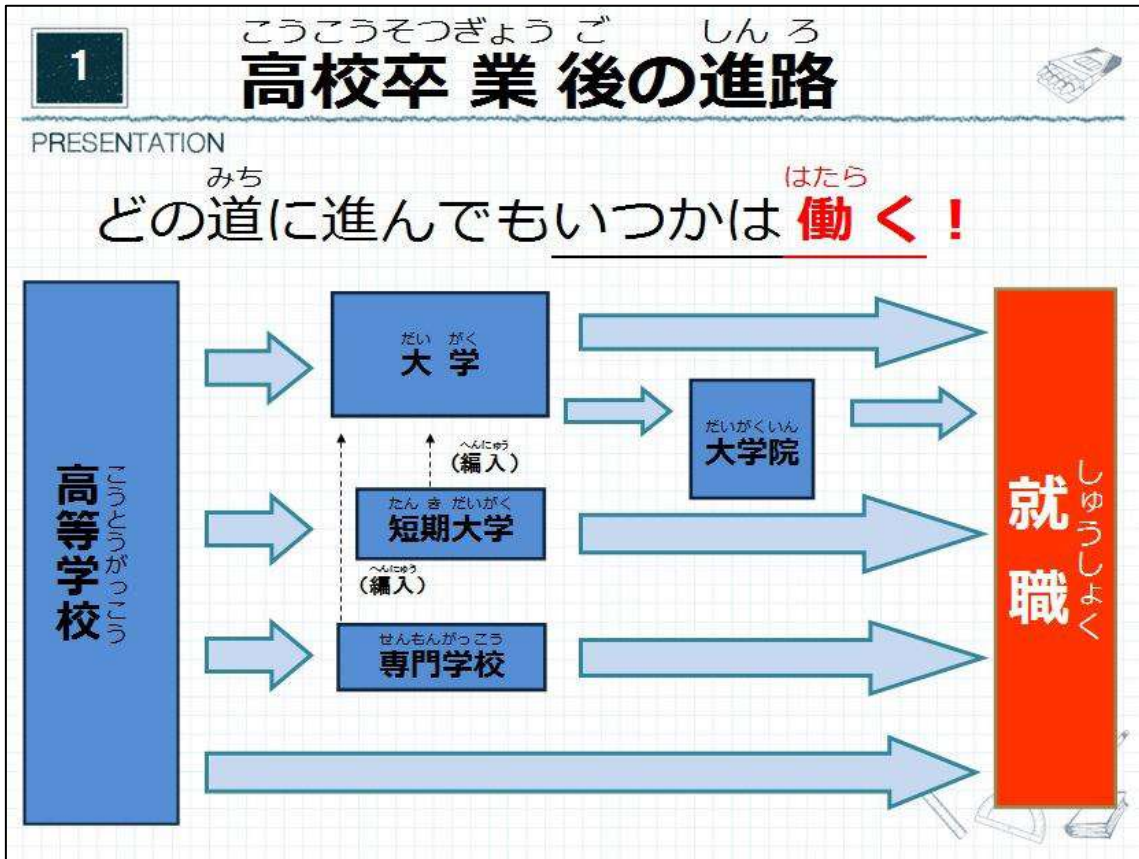 1
こうこうそつぎょう ご しん ろ
高校卒業後の進路
PRESENTATION
みち はたら
どの道に進んでもいつかは働く！
だい がく
大学
へんにゅう
(編入)
だいがくいん
大学院
たん き だいがく
短期大学
へんにゅう
(編入)
せんもんがっこう
専門学校
こうとうがっこう
高等学校
しゅうしょく
就職